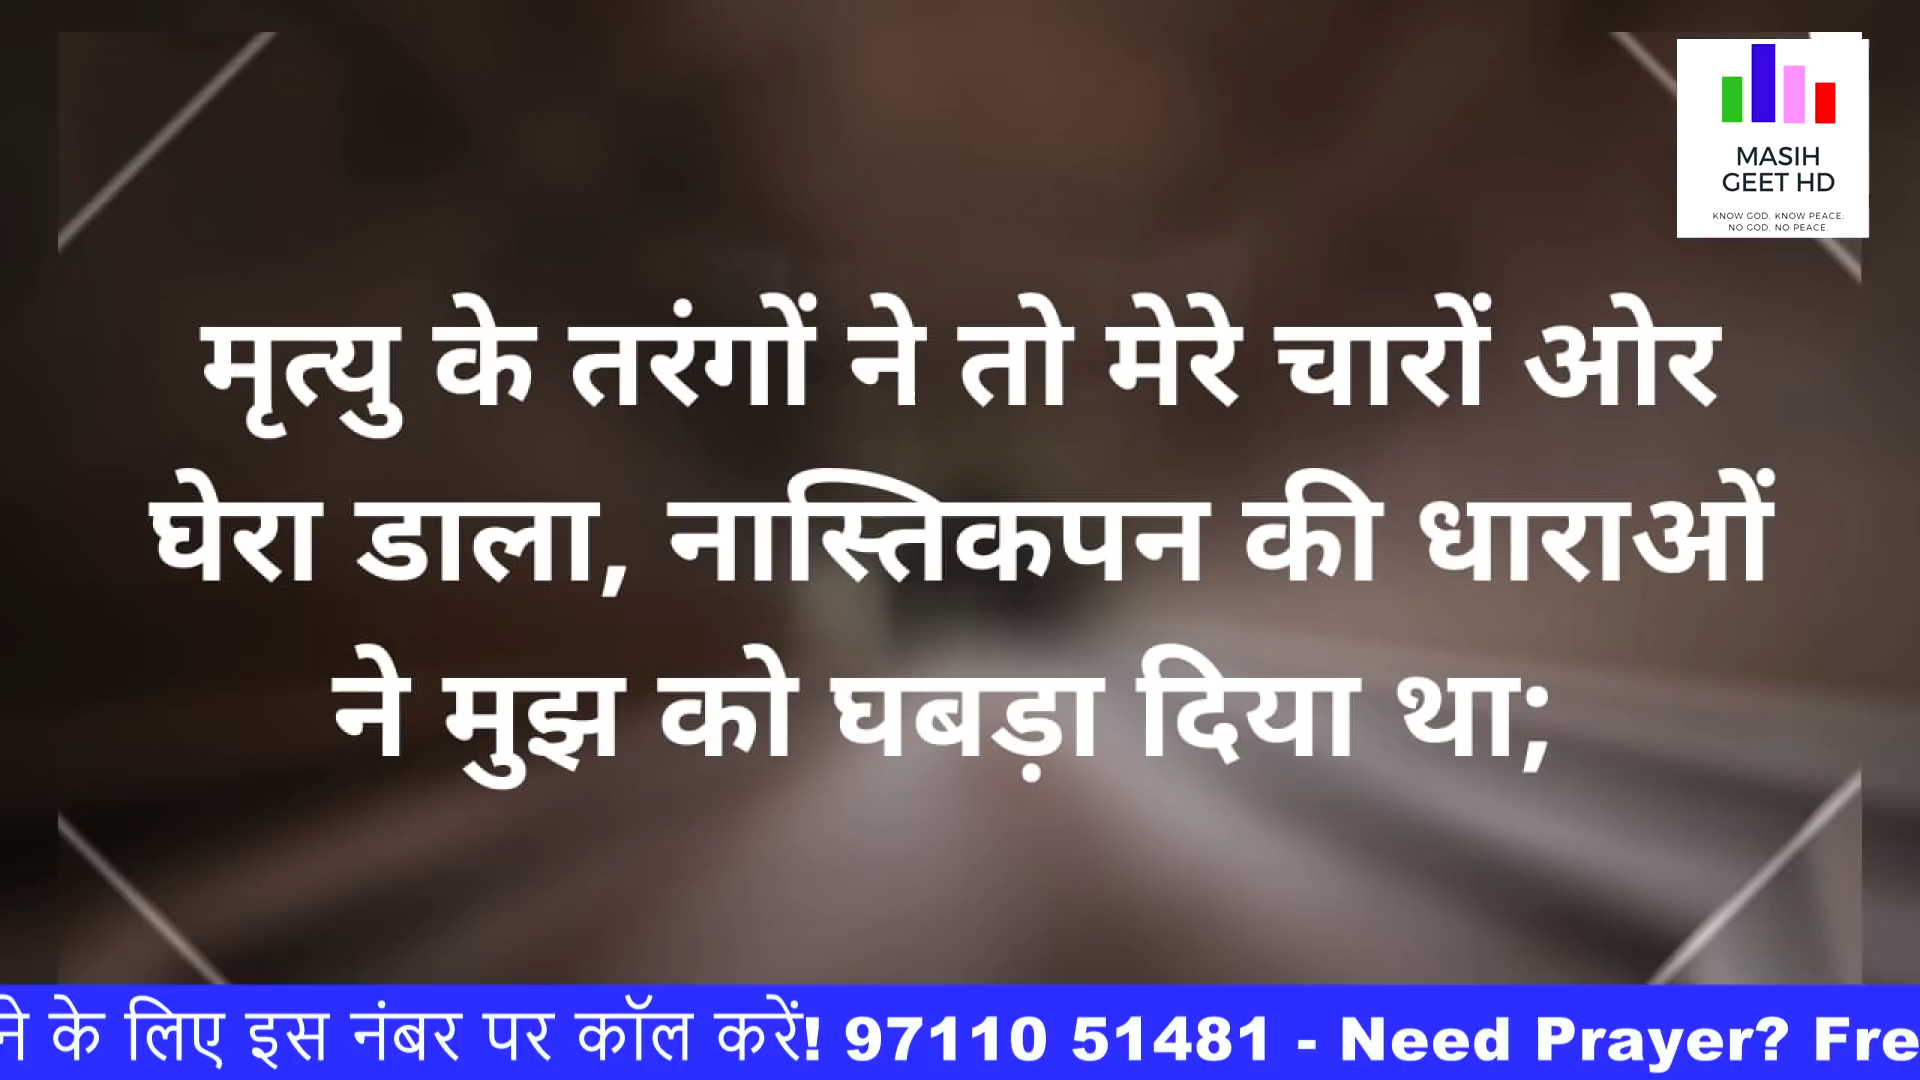 MASIH
GEET HD
KNOW GOD. KNOW PEACE.
NO GOD. NO PEACE.
मृत्यु के तरंगों ने तो मेरे चारों ओर
घेरा डाला, नास्तिकपन की धाराओं
ने मुझ को घबड़ा दिया था;
ने के लिए इस नंबर पर कॉल करें! 97110 51481 - Need Prayer? Fre